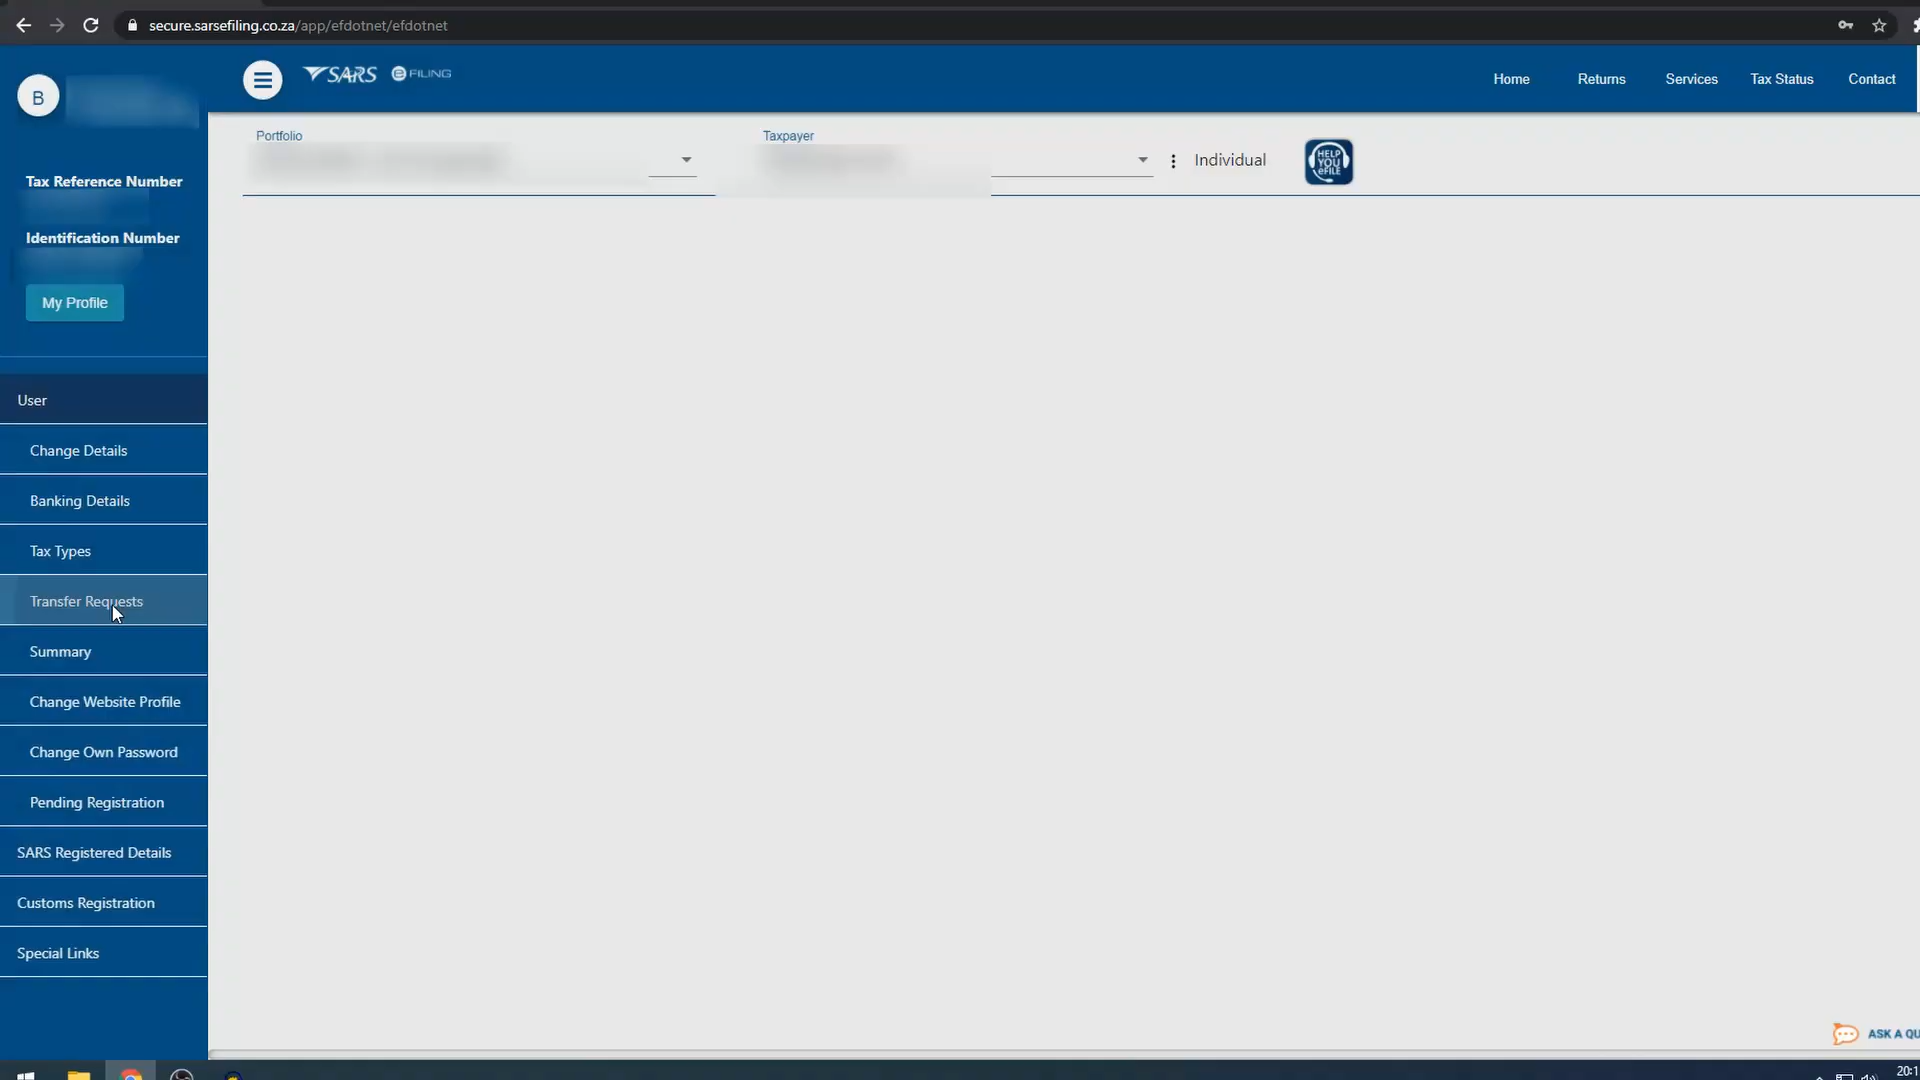 secure.sarsefiling.co.za/app/efdotnet/efdotnet
B
SARS eFILING
Home
Returns
Services
Tax Status
Contact
Portfolio
Taxpayer
Individual
HELP
YOU
eFILE
Tax Reference Number
Identification Number
My Profile
User
Change Details
Banking Details
Tax Types
Transfer Requests
Summary
Change Website Profile
Change Own Password
Pending Registration
SARS Registered Details
Customs Registration
Special Links
ASK A QU
20:1